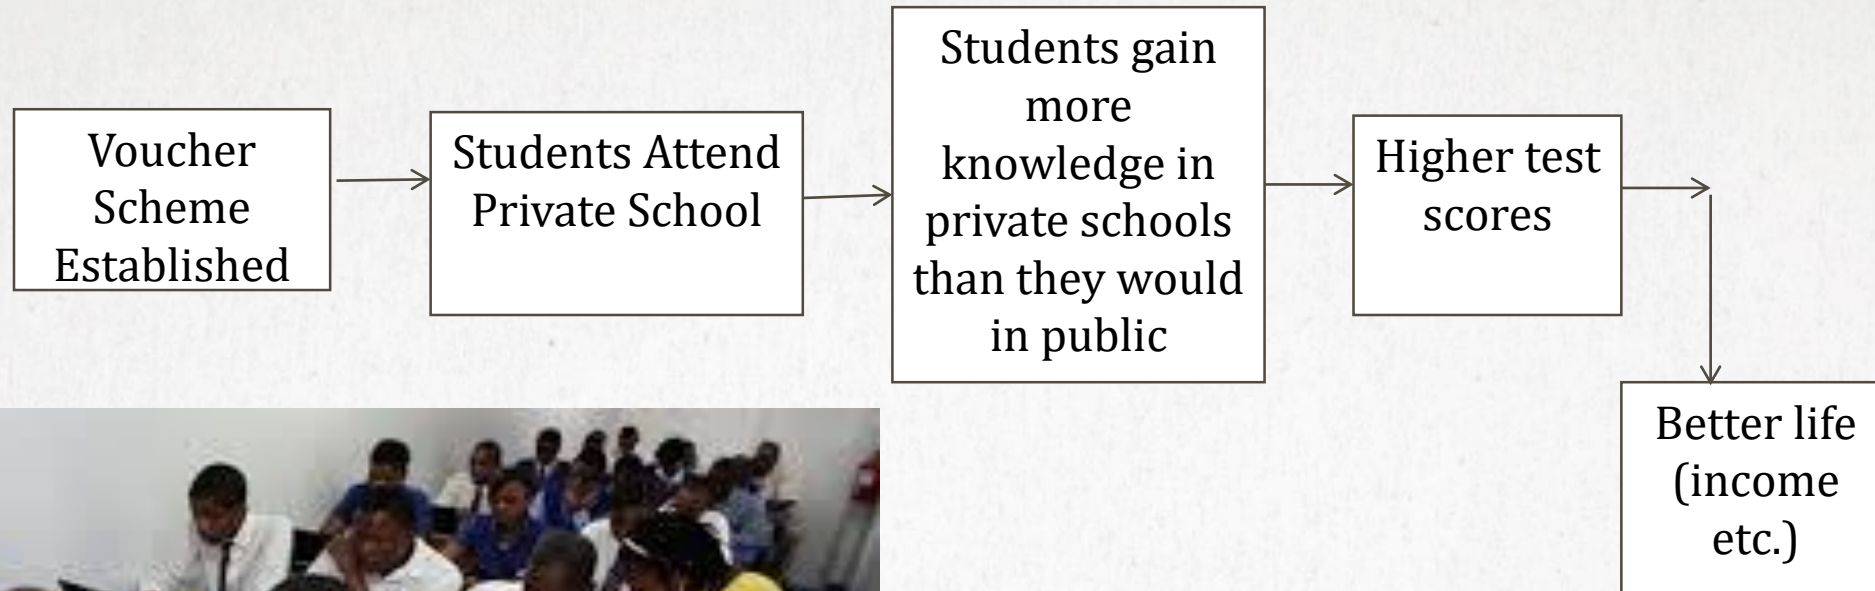 Voucher
Scheme
Established
Students Attend
Private School
Students gain
more
knowledge in
private schools
than they would
in public
Higher test
scores
Better life
(income
etc.)